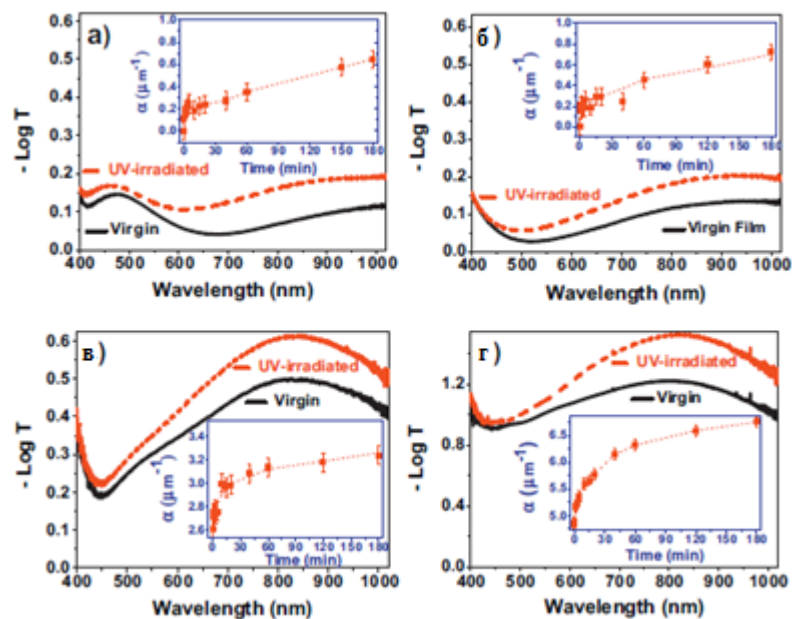 а)
- Log T
0.6
0.5
0.4
0.3
0.2
0.1
0.0
400 500 600 700 800 900 1000
Wavelength (nm)
UV-irradiated
Virgin
α (μm⁻¹)
1.0
0.8
0.6
0.4
0.2
0.0
0 30 60 90 120 150 180
Time (min)
б)
- Log T
0.6
0.5
0.4
0.3
0.2
0.1
0.0
400 500 600 700 800 900 1000
Wavelength (nm)
UV-irradiated
Virgin Film
α (μm⁻¹)
1.0
0.8
0.6
0.4
0.2
0.0
0 30 60 90 120 150 180
Time (min)
в)
- Log T
0.6
0.5
0.4
0.3
0.2
0.1
0.0
400 500 600 700 800 900 1000
Wavelength (nm)
UV-irradiated
Virgin
α (μm⁻¹)
3.6
3.4
3.2
3.0
2.8
2.6
0 30 60 90 120 150 180
Time (min)
г)
- Log T
1.2
0.8
0.4
0.0
400 500 600 700 800 900 1000
Wavelength (nm)
UV-irradiated
Virgin
α (μm⁻¹)
6.5
6.0
5.5
5.0
0 30 60 90 120 150 180
Time (min)